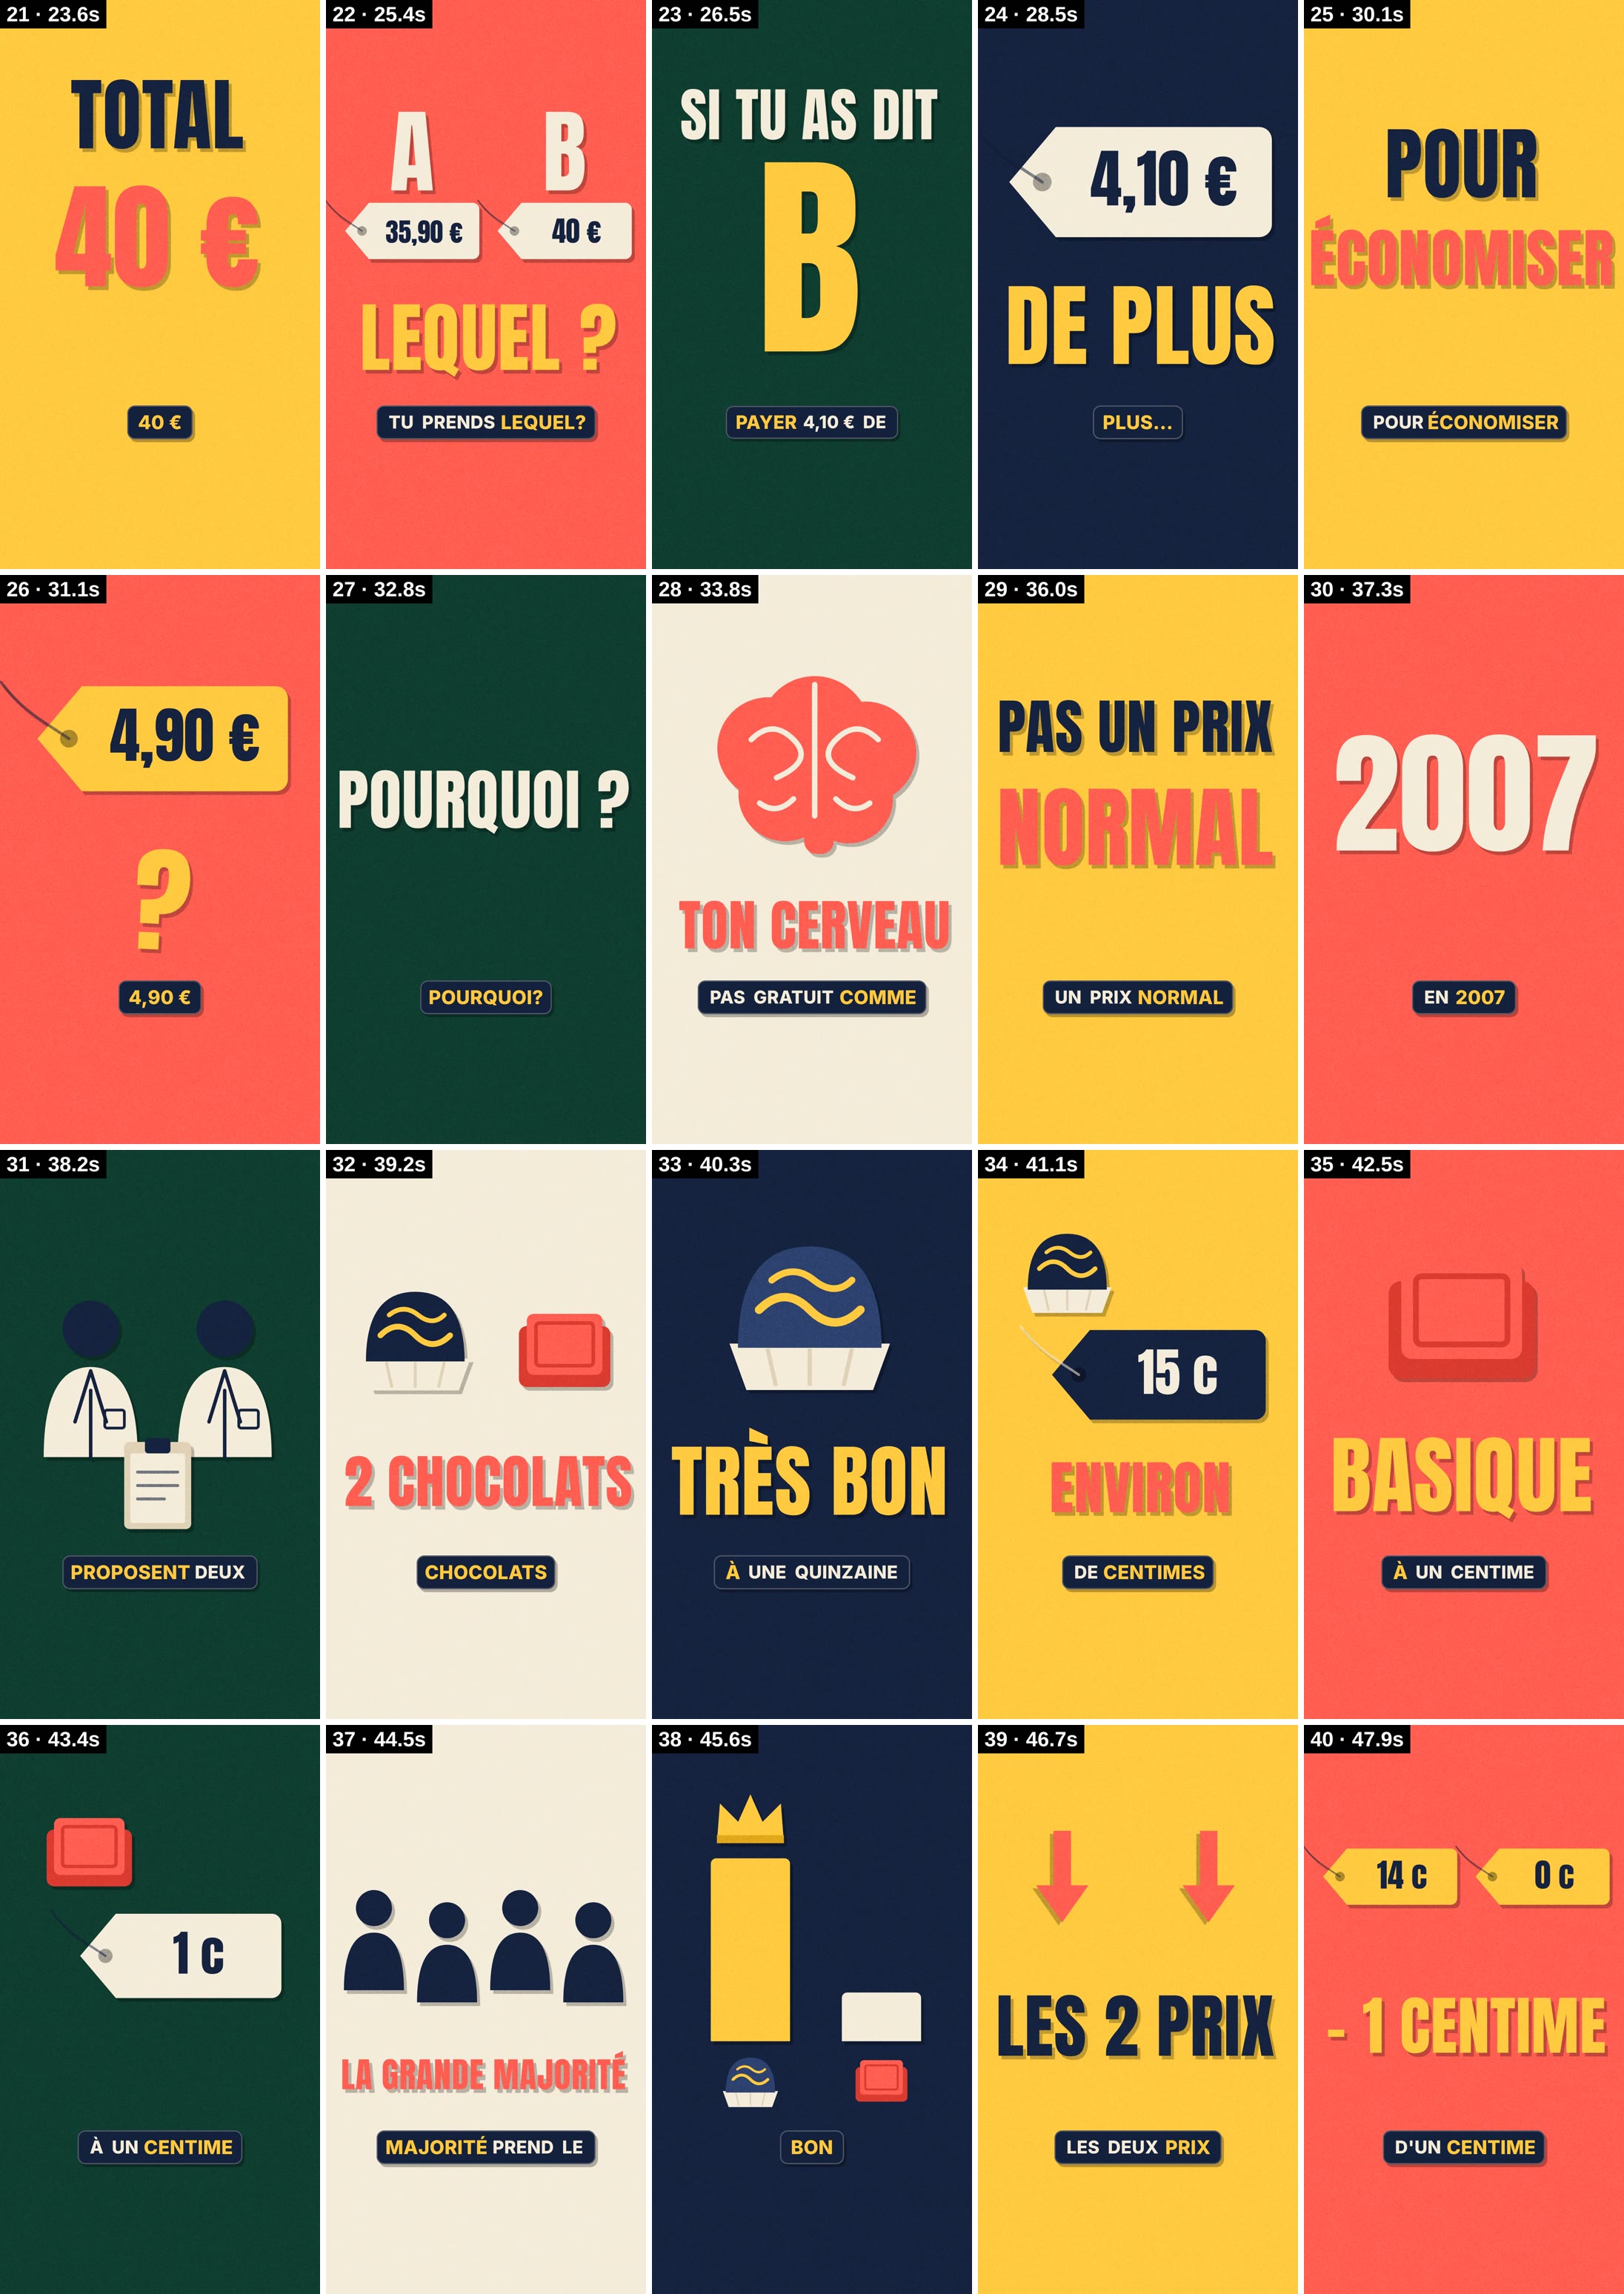 21 · 23.6s
TOTAL
40 €
40 €
22 · 25.4s
A B
35,90 € 40 €
LEQUEL ?
TU PRENDS LEQUEL?
23 · 26.5s
SI TU AS DIT
B
PAYER 4,10 € DE
24 · 28.5s
4,10 €
DE PLUS
PLUS...
25 · 30.1s
POUR
ÉCONOMISER
POUR ÉCONOMISER
26 · 31.1s
4,90 €
?
4,90 €
27 · 32.8s
POURQUOI ?
POURQUOI?
28 · 33.8s
TON CERVEAU
PAS GRATUIT COMME
29 · 36.0s
PAS UN PRIX
NORMAL
UN PRIX NORMAL
30 · 37.3s
2007
EN 2007
31 · 38.2s
PROPOSENT DEUX
32 · 39.2s
2 CHOCOLATS
CHOCOLATS
33 · 40.3s
TRÈS BON
À UNE QUINZAINE
34 · 41.1s
15 C
ENVIRON
DE CENTIMES
35 · 42.5s
BASIQUE
À UN CENTIME
36 · 43.4s
1 C
À UN CENTIME
37 · 44.5s
LA GRANDE MAJORITÉ
MAJORITÉ PREND LE
38 · 45.6s
BON
39 · 46.7s
LES 2 PRIX
LES DEUX PRIX
40 · 47.9s
14 C 0 C
- 1 CENTIME
D'UN CENTIME